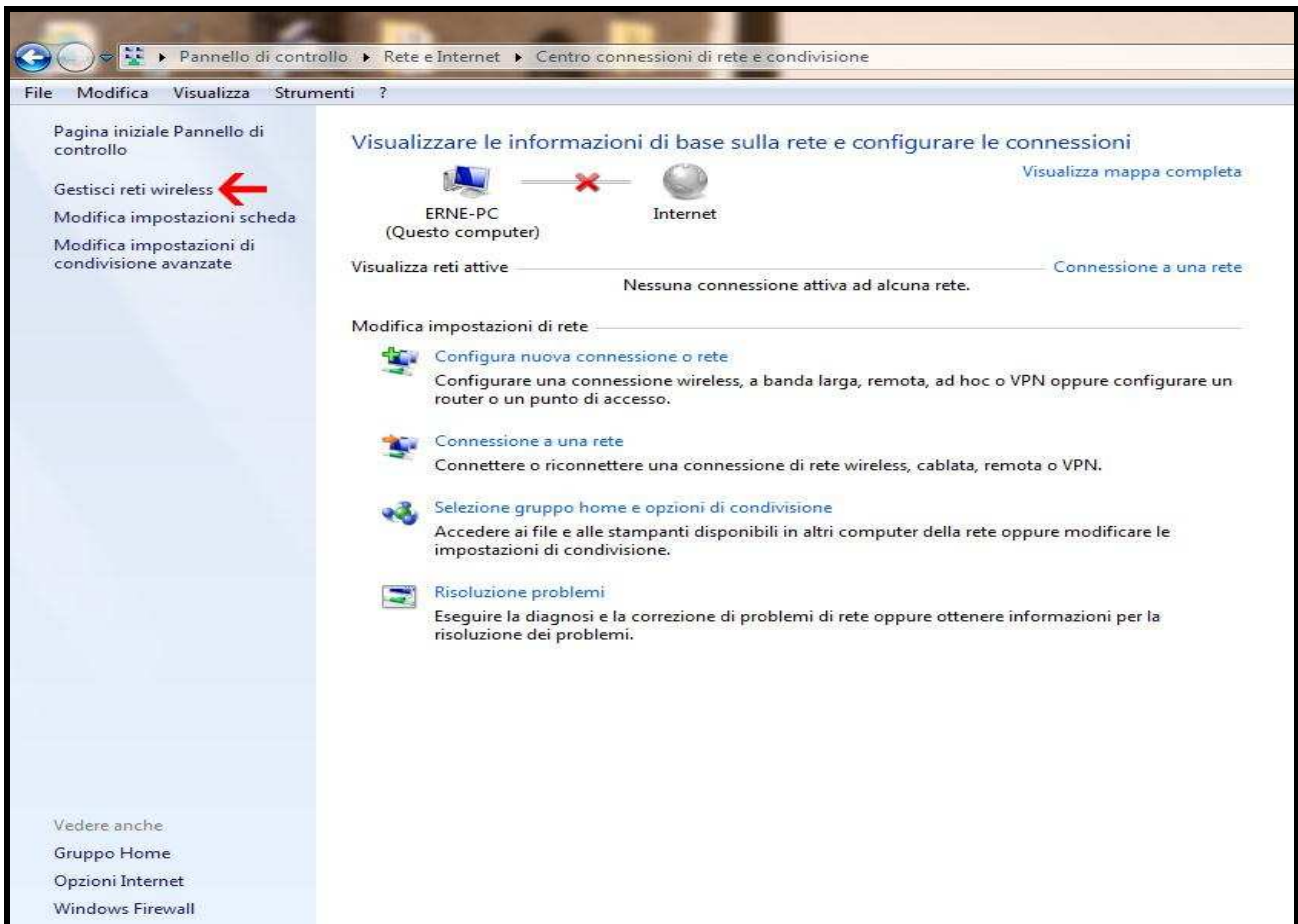 Pannello di controllo Rete e Internet Centro connessioni di rete e condivisione
File Modifica Visualizza Strumenti ?
Pagina iniziale Pannello di
controllo
Gestisci reti wireless
Modifica impostazioni scheda
Modifica impostazioni di
condivisione avanzate
Vedere anche
Gruppo Home
Opzioni Internet
Windows Firewall
Visualizzare le informazioni di base sulla rete e configurare le connessioni
Visualizza mappa completa
ERNE-PC
(Questo computer)
Internet
Visualizza reti attive
Connessione a una rete
Nessuna connessione attiva ad alcuna rete.
Modifica impostazioni di rete
Configura nuova connessione o rete
Configurare una connessione wireless, a banda larga, remota, ad hoc o VPN oppure configurare un
router o un punto di accesso.
Connessione a una rete
Connettere o riconnettere una connessione di rete wireless, cablata, remota o VPN.
Selezione gruppo home e opzioni di condivisione
Accedere ai file e alle stampanti disponibili in altri computer della rete oppure modificare le
impostazioni di condivisione.
Risoluzione problemi
Eseguire la diagnosi e la correzione di problemi di rete oppure ottenere informazioni per la
risoluzione dei problemi.